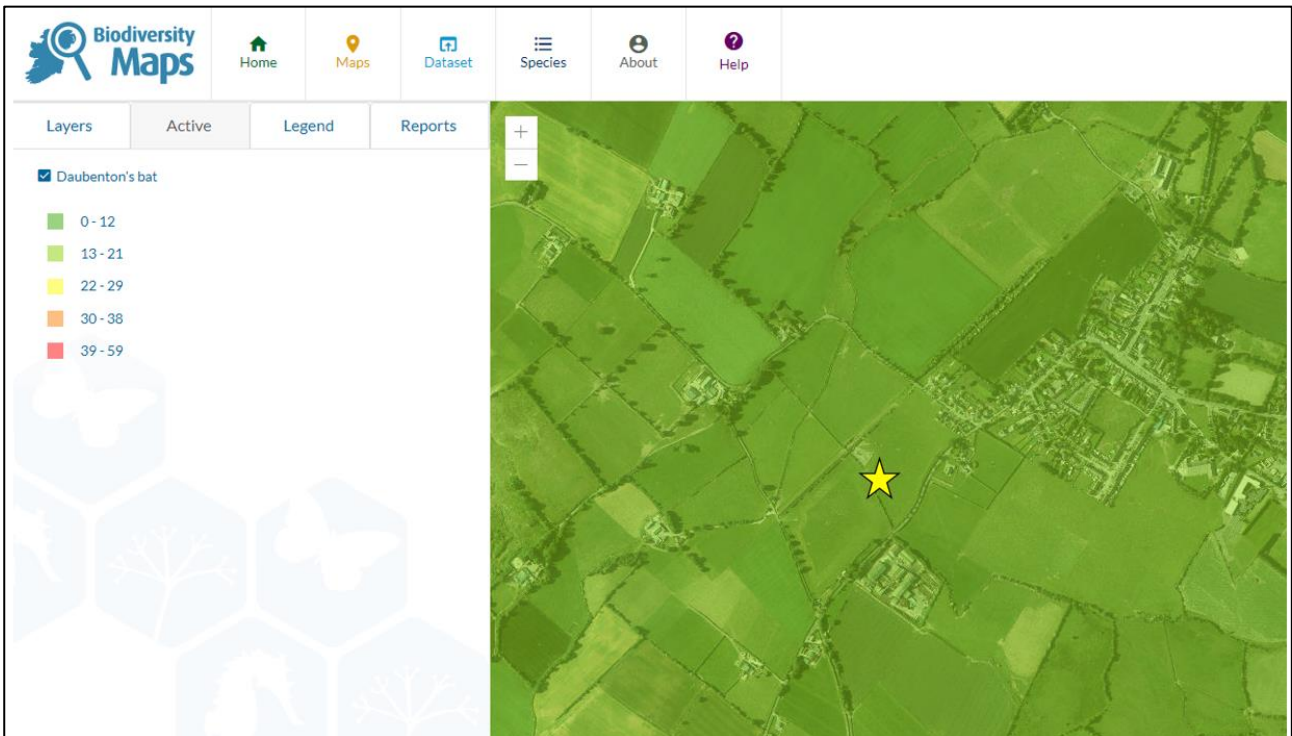 Biodiversity
Maps
Home
Maps
Dataset
Species
About
Help
Layers
Active
Legend
Reports
+
−
Daubenton's bat
0 - 12
13 - 21
22 - 29
30 - 38
39 - 59